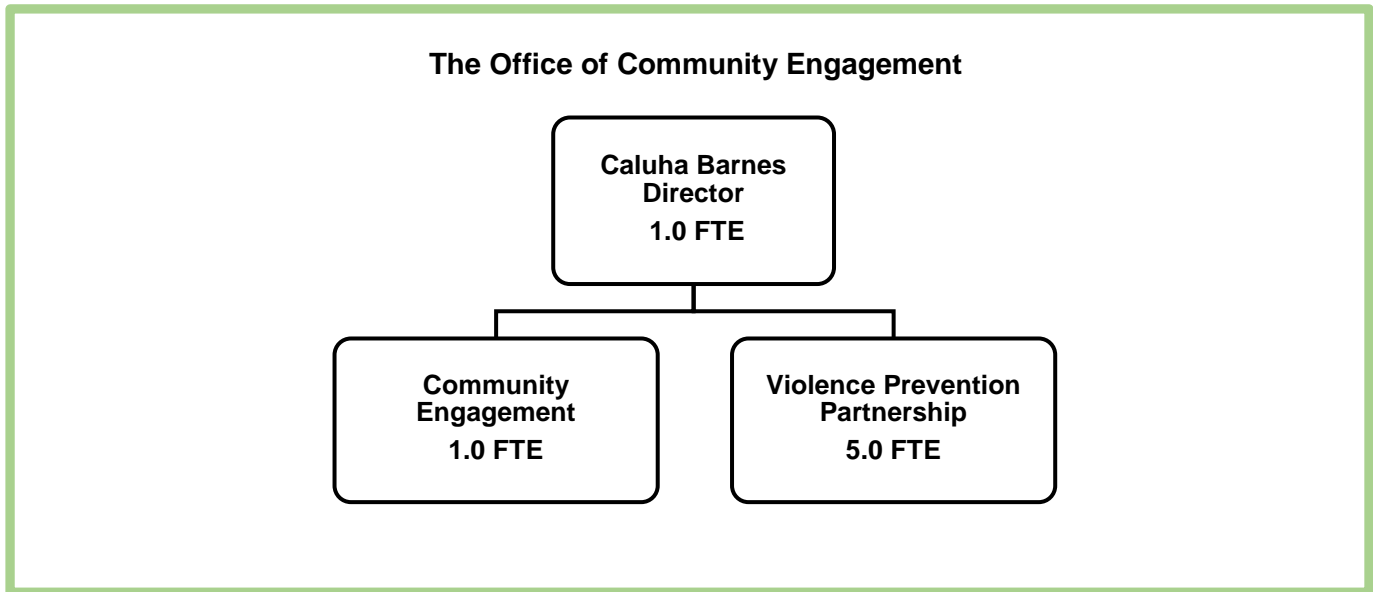 The Office of Community Engagement
Caluha Barnes
Director
1.0 FTE
Community
Engagement
1.0 FTE
Violence Prevention
Partnership
5.0 FTE